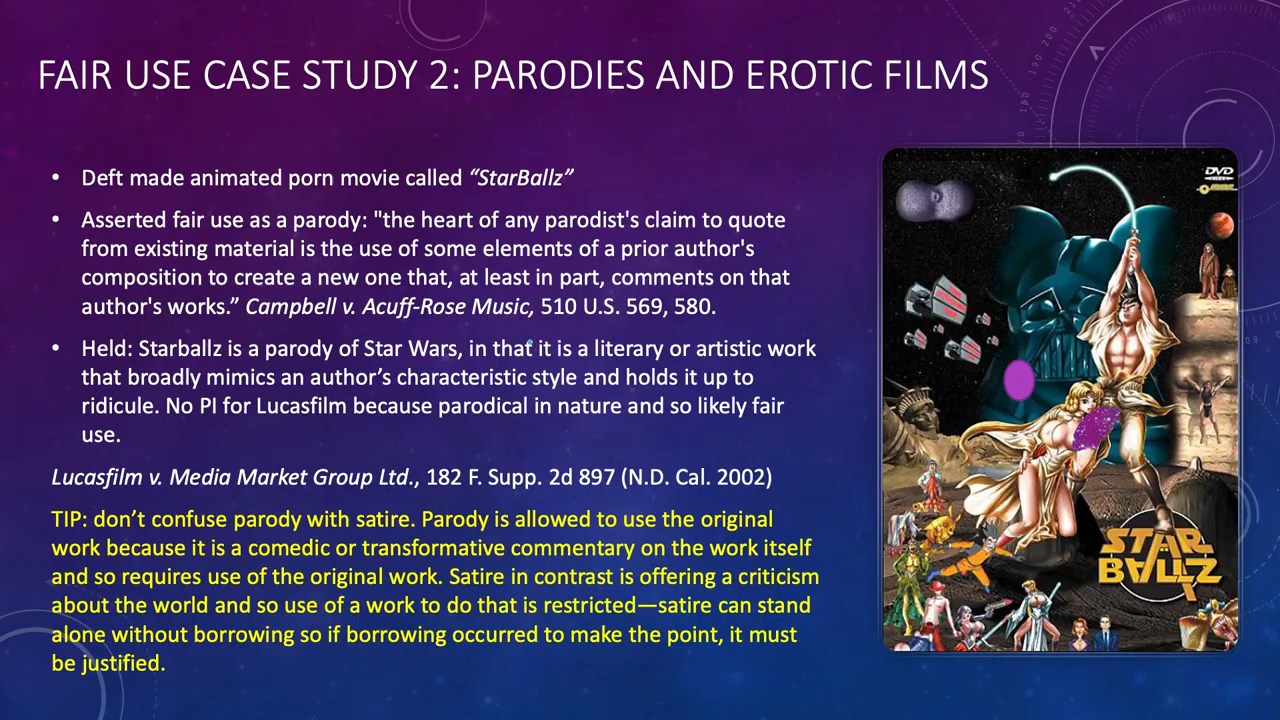 FAIR USE CASE STUDY 2: PARODIES AND EROTIC FILMS
• Deft made animated porn movie called “StarBallz”
• Asserted fair use as a parody: "the heart of any parodist's claim to quote
from existing material is the use of some elements of a prior author's
composition to create a new one that, at least in part, comments on that
author's works.” Campbell v. Acuff-Rose Music, 510 U.S. 569, 580.
• Held: Starballz is a parody of Star Wars, in that it is a literary or artistic work
that broadly mimics an author’s characteristic style and holds it up to
ridicule. No PI for Lucasfilm because parodical in nature and so likely fair
use.
Lucasfilm v. Media Market Group Ltd., 182 F. Supp. 2d 897 (N.D. Cal. 2002)
TIP: don’t confuse parody with satire. Parody is allowed to use the original
work because it is a comedic or transformative commentary on the work itself
and so requires use of the original work. Satire in contrast is offering a criticism
about the world and so use of a work to do that is restricted—satire can stand
alone without borrowing so if borrowing occurred to make the point, it must
be justified.
DVD
STAR
BALLZ
190 200
180